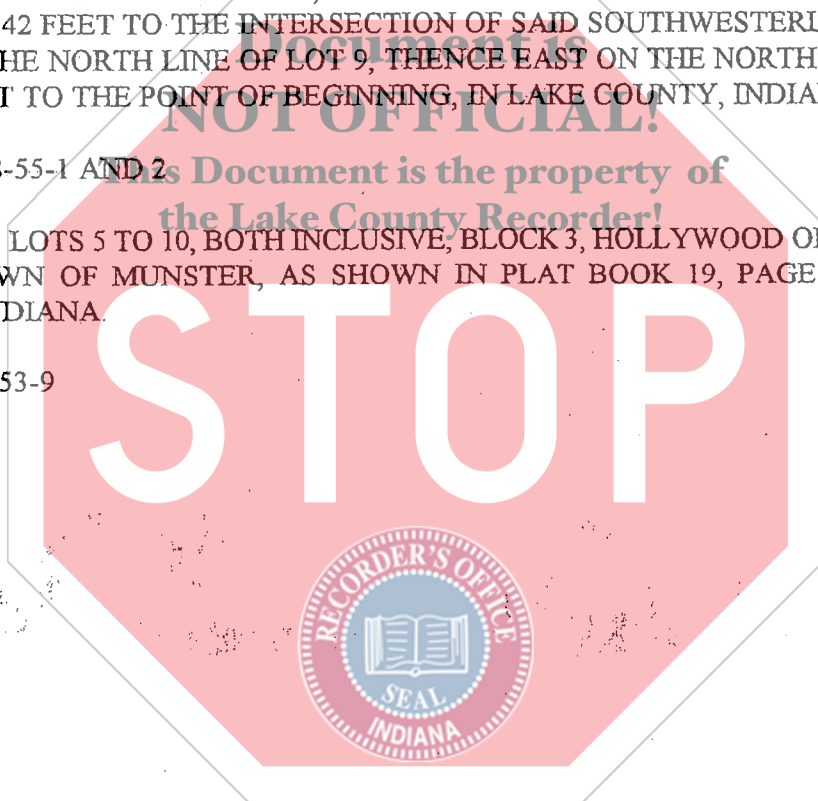 42 FEET TO THE INTERSECTION OF SAID SOUTHWESTERL
HE NORTH LINE OF LOT 9, THENCE EAST ON THE NORTH
T TO THE POINT OF BEGINNING, IN LAKE COUNTY, INDIA
-55-1 AND 2
LOTS 5 TO 10, BOTH INCLUSIVE, BLOCK 3, HOLLYWOOD
WN OF MUNSTER, AS SHOWN IN PLAT BOOK 19, PAGE
DIANA.
53-9
Document is
NOT OFFICIAL!
This Document is the property of
the Lake County Recorder!
STOP
RECORDER'S OFFICE
SEAL
INDIANA